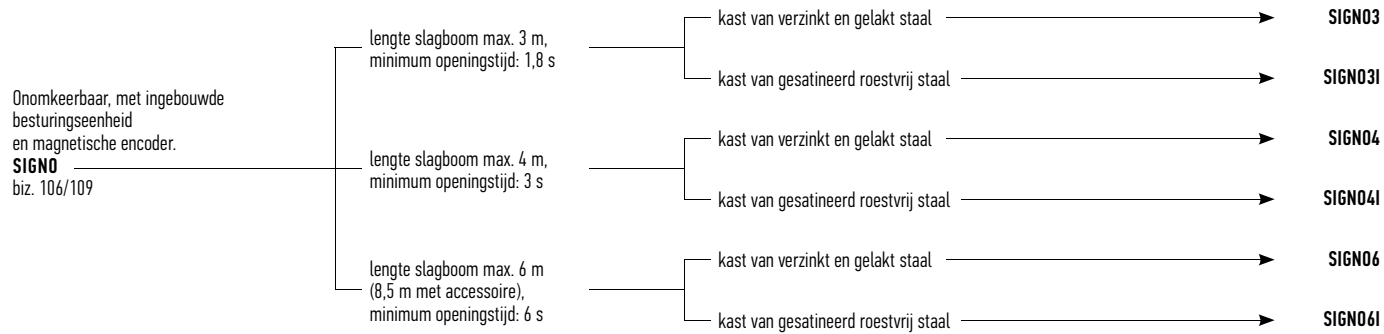 Onomkeerbaar, met ingebouwde
besturingseenheid
en magnetische encoder.
SIGNO
biz. 106/109
lengte slagboom max. 3 m,
minimum openingstijd: 1,8 s
kast van verzinkt en gelakt staal
SIGNO3
kast van gesatineerd roestvrij staal
SIGNO3I
lengte slagboom max. 4 m,
minimum openingstijd: 3 s
kast van verzinkt en gelakt staal
SIGNO4
kast van gesatineerd roestvrij staal
SIGNO4I
lengte slagboom max. 6 m
(8,5 m met accessoire),
minimum openingstijd: 6 s
kast van verzinkt en gelakt staal
SIGNO6
kast van gesatineerd roestvrij staal
SIGNO6I